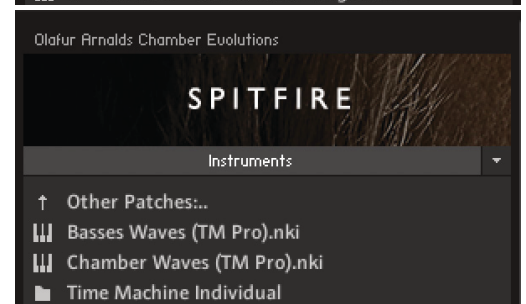 Olafur Arnalds Chamber Evolutions
SPITFIRE
Instruments
Other Patches:..
Basses Waves (TM Pro).nki
Chamber Waves (TM Pro).nki
Time Machine Individual